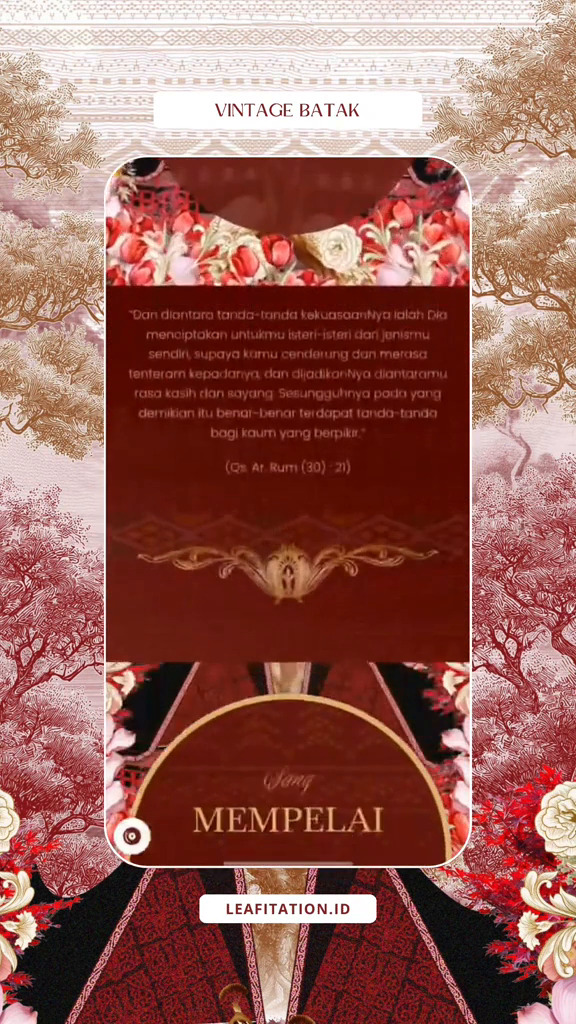 VINTAGE BATAK
"Dan diantara tanda-tanda kekuasaanNya ialah Dia
menciptakan untukmu isteri-isteri dari jenismu
sendiri, supaya kamu cenderung dan merasa
tenteram kepadanya, dan dijadikanNya diantaramu
rasa kasih dan sayang. Sesungguhnya pada yang
demikian itu benar-benar terdapat tanda-tanda
bagi kaum yang berpikir."
(Qs. Ar. Rum (30) : 21)
Sang
MEMPELAI
LEAFITATION.ID